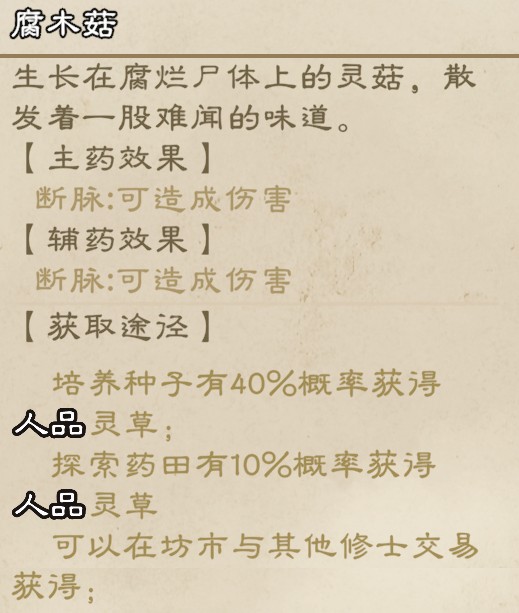 腐木菇
生长在腐烂尸体上的灵菇，散
发着一股难闻的味道。
【主药效果】
断脉:可造成伤害
【辅药效果】
断脉:可造成伤害
【获取途径】
培养种子有40%概率获得
人品灵草；
探索药田有10%概率获得
人品灵草
可以在坊市与其他修士交易
获得；